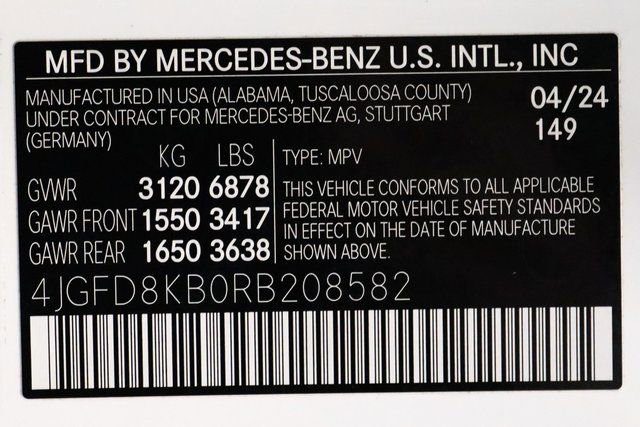 MFD BY MERCEDES-BENZ U.S. INTL., INC
MANUFACTURED IN USA (ALABAMA, TUSCALOOSA COUNTY)
UNDER CONTRACT FOR MERCEDES-BENZ AG, STUTTGART
(GERMANY)
04/24
149
KG LBS
GVWR 3120 6878
GAWR FRONT 1550 3417
GAWR REAR 1650 3638
TYPE: MPV
THIS VEHICLE CONFORMS TO ALL APPLICABLE
FEDERAL MOTOR VEHICLE SAFETY STANDARDS
IN EFFECT ON THE DATE OF MANUFACTURE
SHOWN ABOVE.
4JGFD8KB0RB208582